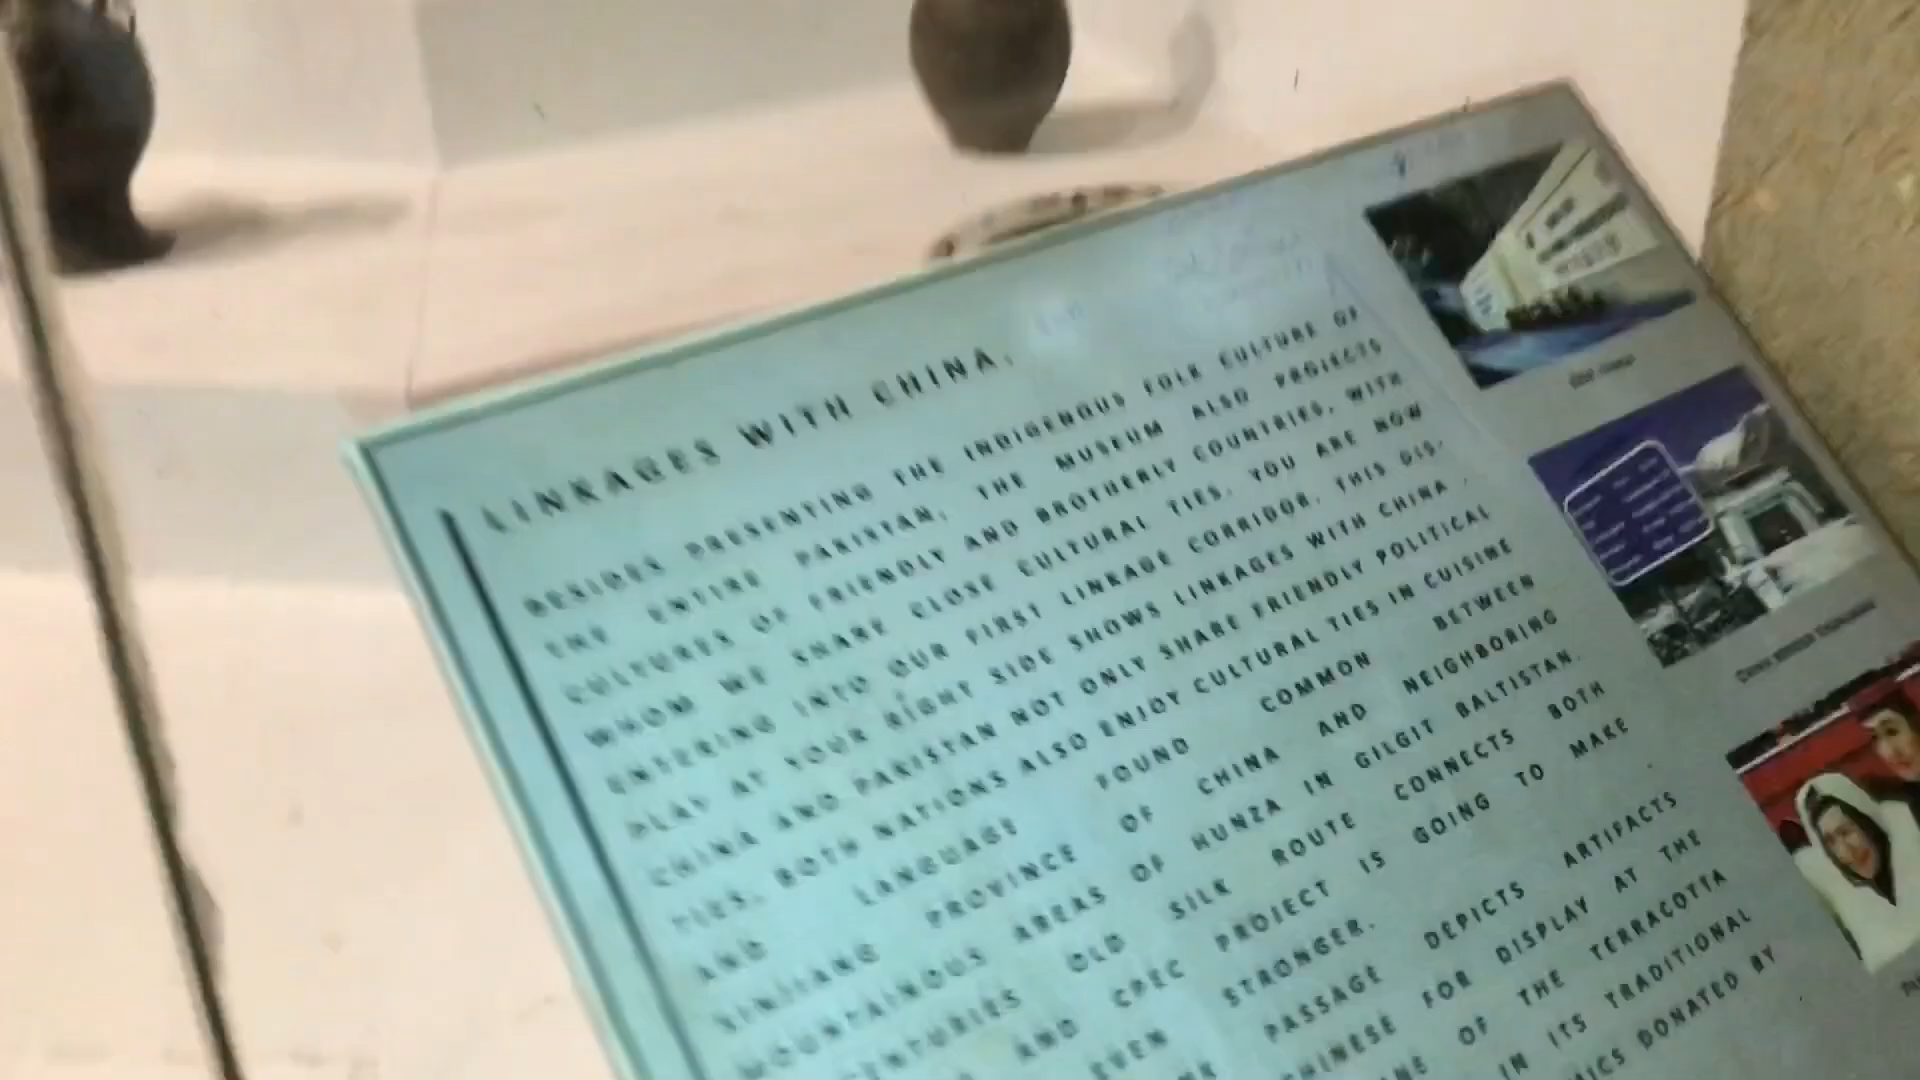 LINKAGES WITH CHINA.
BESIDES PRESENTING THE INDIGENOUS FOLK CULTURE OF
THE ENTIRE PAKISTAN, THE MUSEUM ALSO PROJECTS
CULTURES OF FRIENDLY AND BROTHERLY COUNTRIES, WITH
WHOM WE SHARE CLOSE CULTURAL TIES. YOU ARE NOW
ENTERING INTO OUR FIRST LINKAGE CORRIDOR. THIS DIS-
PLAY AT YOUR RIGHT SIDE SHOWS LINKAGES WITH CHINA.
CHINA AND PAKISTAN NOT ONLY SHARE FRIENDLY POLITICAL
TIES, BOTH NATIONS ALSO ENJOY CULTURAL TIES IN CUISINE
AND LANGUAGE FOUND COMMON BETWEEN
XINJIANG PROVINCE OF CHINA AND NEIGHBORING
MOUNTAINOUS AREAS OF HUNZA IN GILGIT BALTISTAN.
CENTURIES OLD SILK ROUTE CONNECTS BOTH
AND CPEC PROJECT IS GOING TO MAKE
EVEN STRONGER.
PASSAGE DEPICTS ARTIFACTS
CHINESE FOR DISPLAY AT THE
OF THE TERRACOTTA
IN ITS TRADITIONAL
DONATED BY